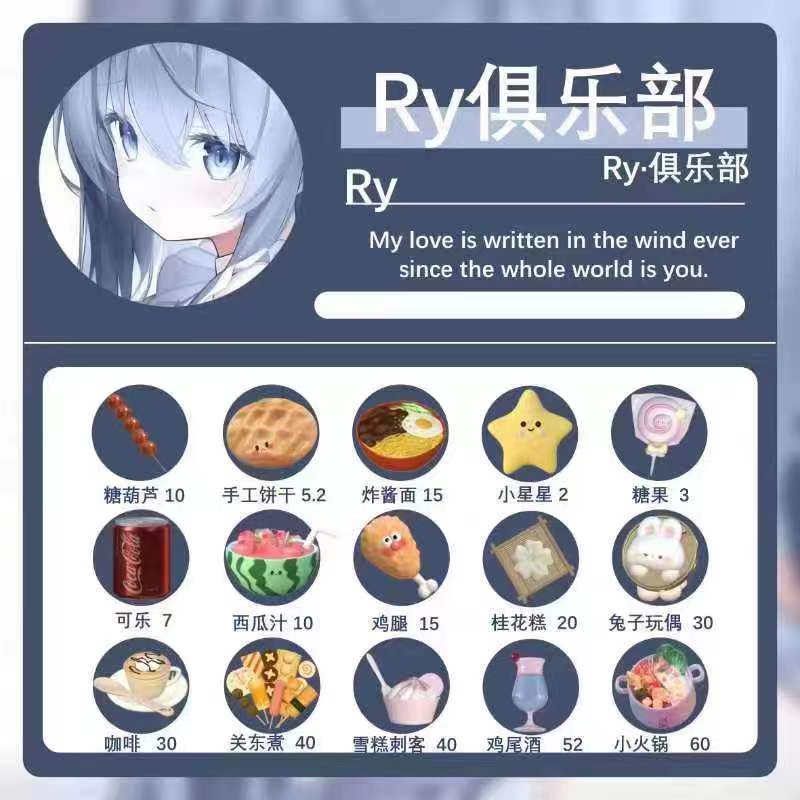 Ry俱乐部
Ry·俱乐部
Ry
My love is written in the wind ever
since the whole world is you.
糖葫芦 10 手工饼干 5.2 炸酱面 15 小星星 2 糖果 3
Coca-Cola
可乐 7 西瓜汁 10 鸡腿 15 桂花糕 20 兔子玩偶 30
咖啡 30 关东煮 40 雪糕刺客 40 鸡尾酒 52 小火锅 60